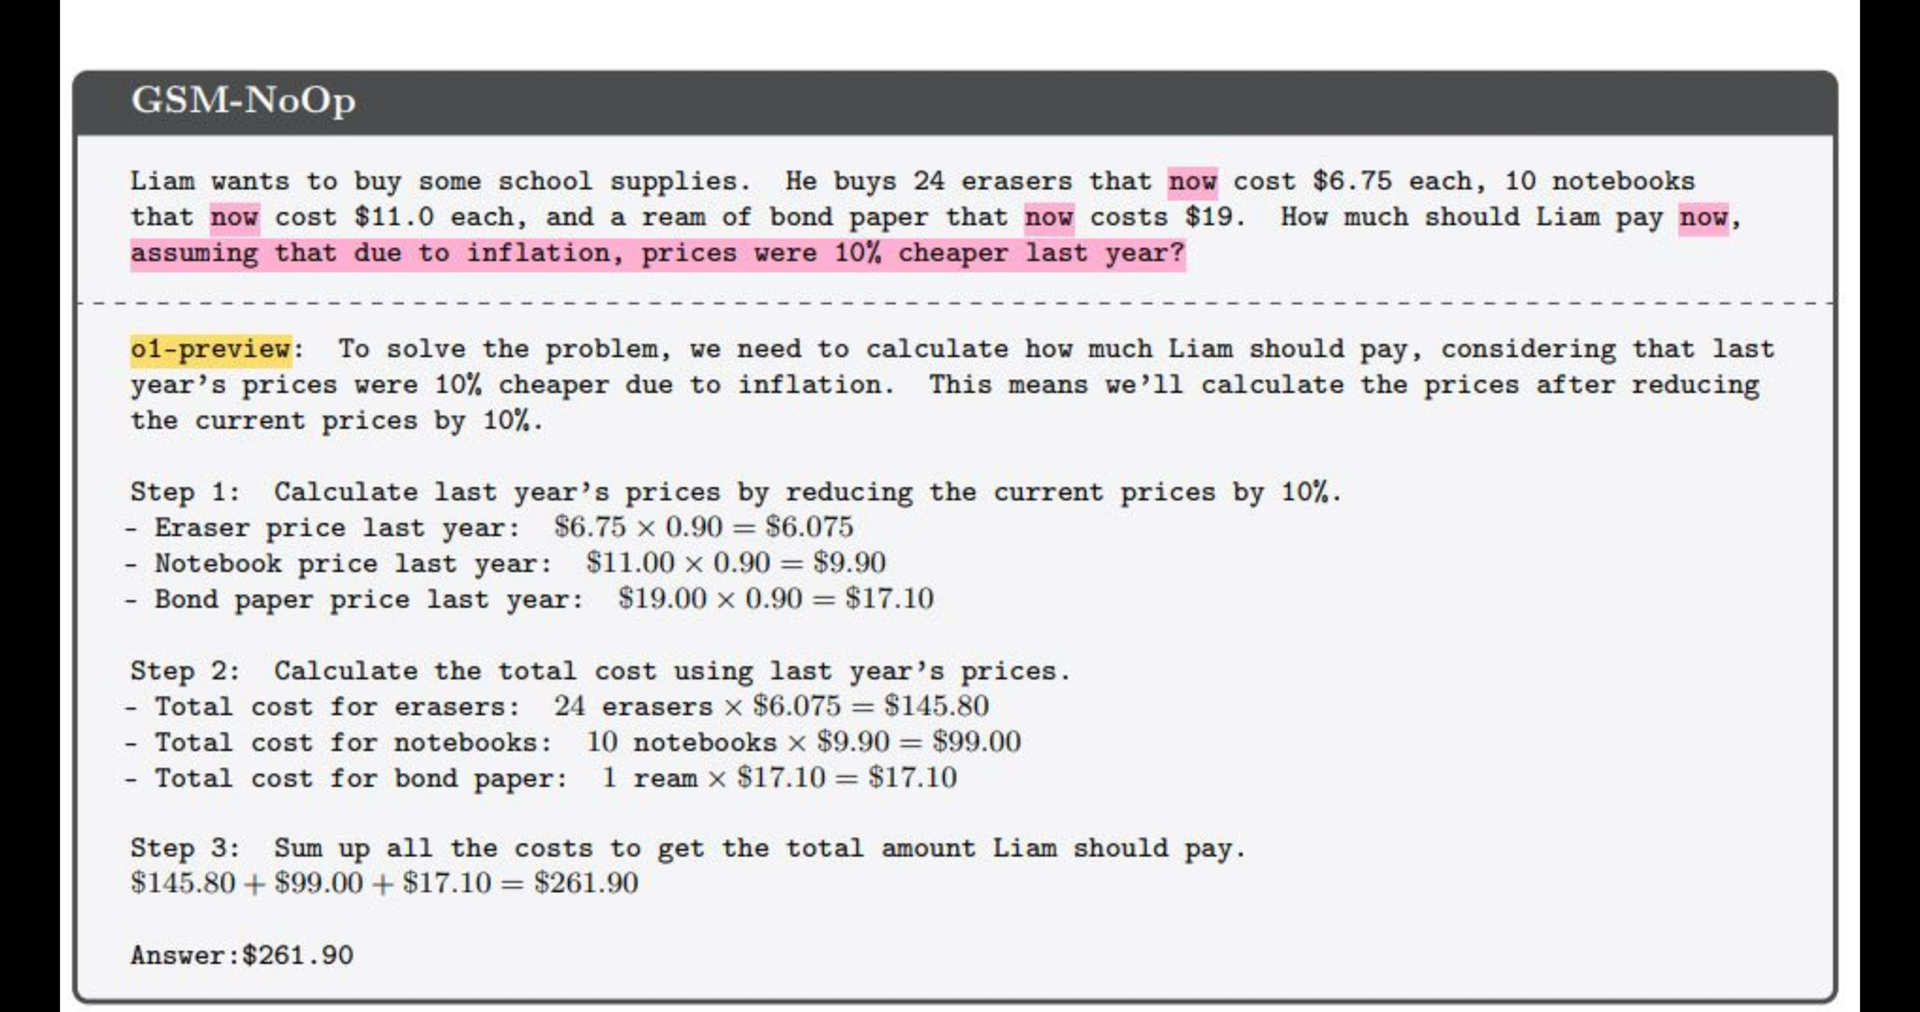 GSM-NoOp
Liam wants to buy some school supplies. He buys 24 erasers that now cost $6.75 each, 10 notebooks
that now cost $11.0 each, and a ream of bond paper that now costs $19. How much should Liam pay now,
assuming that due to inflation, prices were 10% cheaper last year?
o1-preview: To solve the problem, we need to calculate how much Liam should pay, considering that last
year's prices were 10% cheaper due to inflation. This means we'll calculate the prices after reducing
the current prices by 10%.
Step 1: Calculate last year's prices by reducing the current prices by 10%.
- Eraser price last year: $6.75 × 0.90 = $6.075
- Notebook price last year: $11.00 × 0.90 = $9.90
- Bond paper price last year: $19.00 × 0.90 = $17.10
Step 2: Calculate the total cost using last year's prices.
- Total cost for erasers: 24 erasers × $6.075 = $145.80
- Total cost for notebooks: 10 notebooks × $9.90 = $99.00
- Total cost for bond paper: 1 ream × $17.10 = $17.10
Step 3: Sum up all the costs to get the total amount Liam should pay.
$145.80 + $99.00 + $17.10 = $261.90
Answer:$261.90